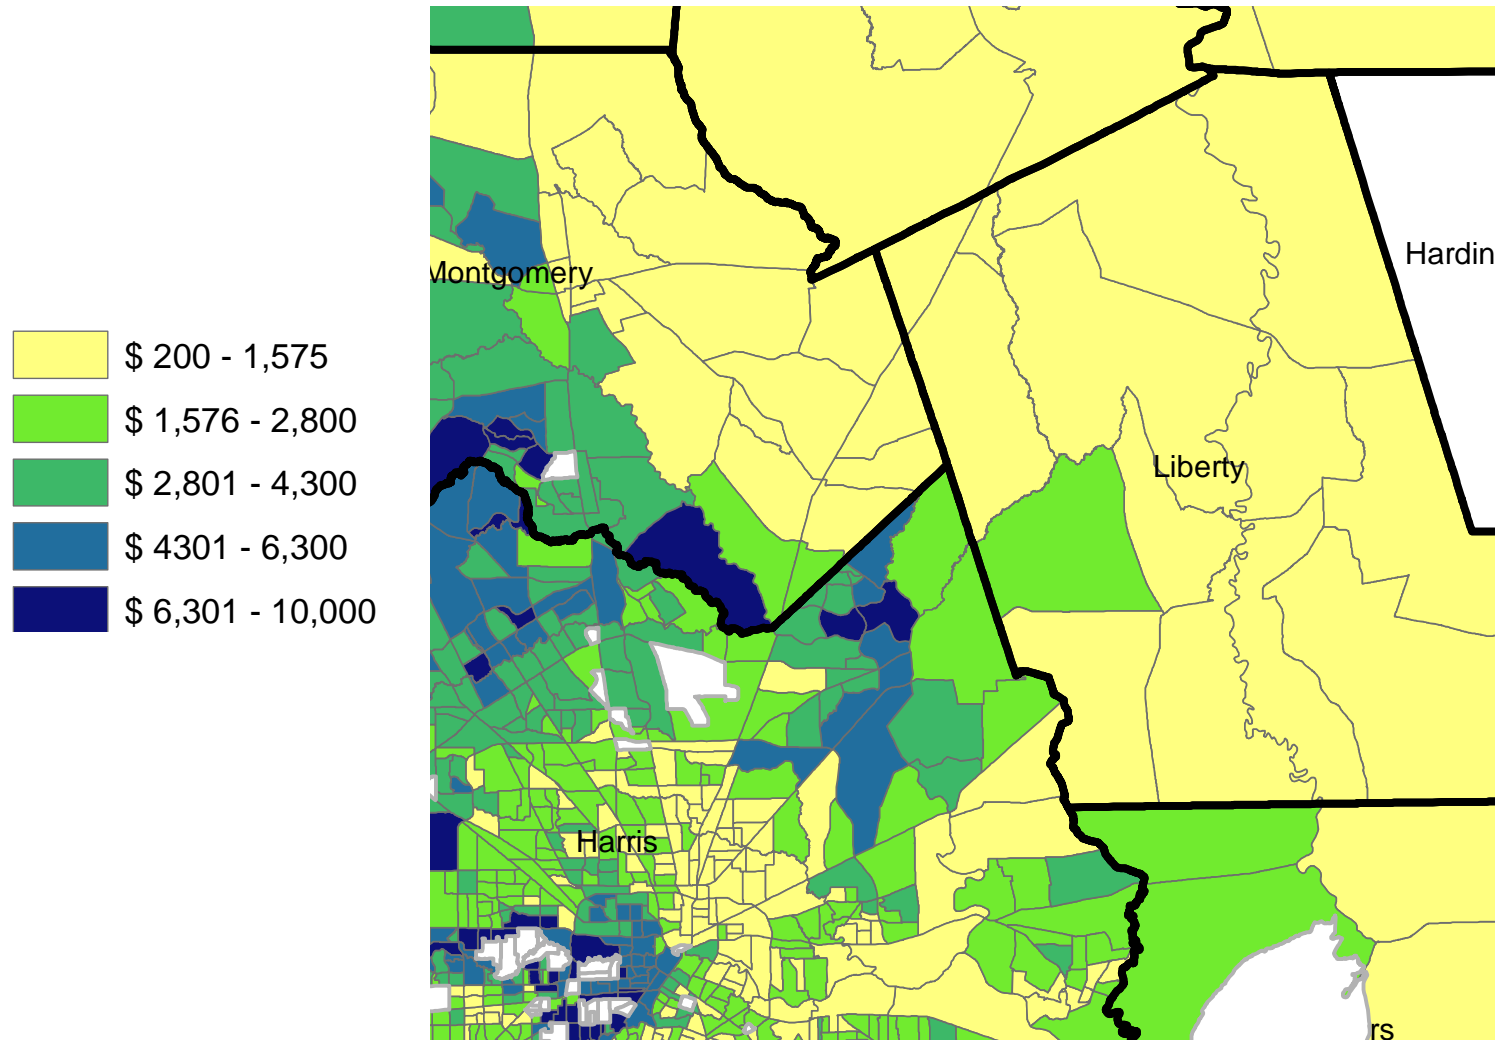 Montgomery
Hardin
$ 200 - 1,575
$ 1,576 - 2,800
$ 2,801 - 4,300
$ 4301 - 6,300
$ 6,301 - 10,000
Liberty
Harris
rs